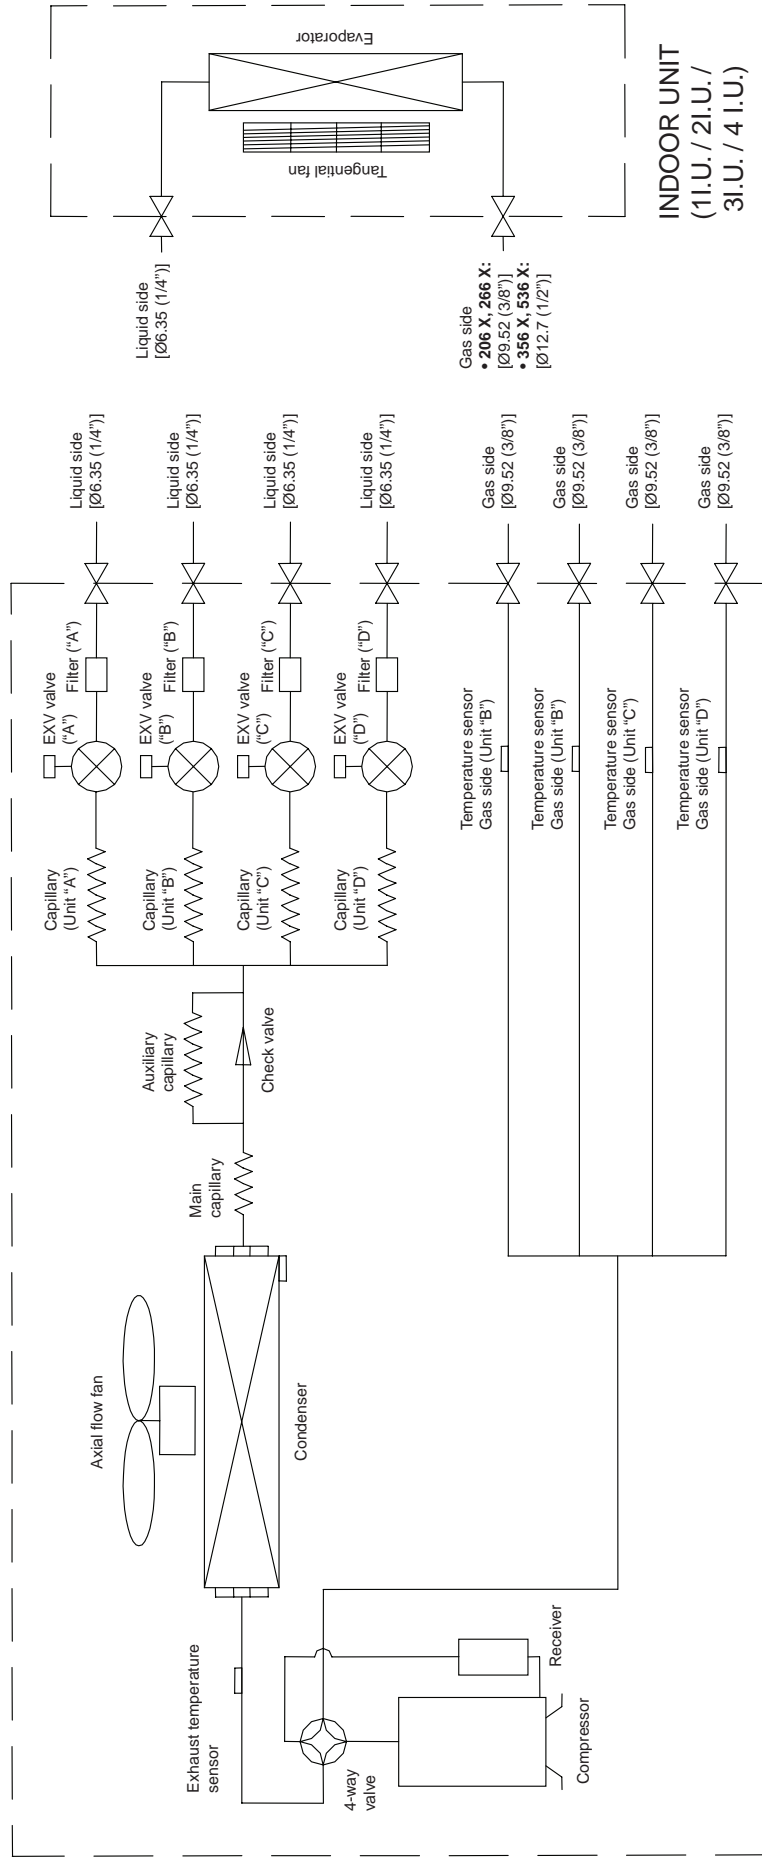 Evaporator
Tangential fan
INDOOR UNIT
(1I.U. / 2I.U. /
3I.U. / 4 I.U.)
Liquid side
[Ø6.35 (1/4”)]
Gas side
• 206 X, 266 X:
[Ø9.52 (3/8”)]
• 356 X, 536 X:
[Ø12.7 (1/2”)]
Liquid side
[Ø6.35 (1/4”)]
Liquid side
[Ø6.35 (1/4”)]
Liquid side
[Ø6.35 (1/4”)]
Liquid side
[Ø6.35 (1/4”)]
Gas side
[Ø9.52 (3/8”)]
Gas side
[Ø9.52 (3/8”)]
Gas side
[Ø9.52 (3/8”)]
Gas side
[Ø9.52 (3/8”)]
Filter (“A”)
Filter (“B”)
Filter (“C”)
Filter (“D”)
EXV valve
(“A”)
EXV valve
(“B”)
EXV valve
(“C”)
EXV valve
(“D”)
Temperature sensor
Gas side (Unit “B”)
Temperature sensor
Gas side (Unit “B”)
Temperature sensor
Gas side (Unit “C”)
Temperature sensor
Gas side (Unit “D”)
Capillary
(Unit “A”)
Capillary
(Unit “B”)
Capillary
(Unit “C”)
Capillary
(Unit “D”)
Auxiliary
capillary
Check valve
Main
capillary
Axial flow fan
Condenser
Exhaust temperature
sensor
4-way
valve
Receiver
Compressor